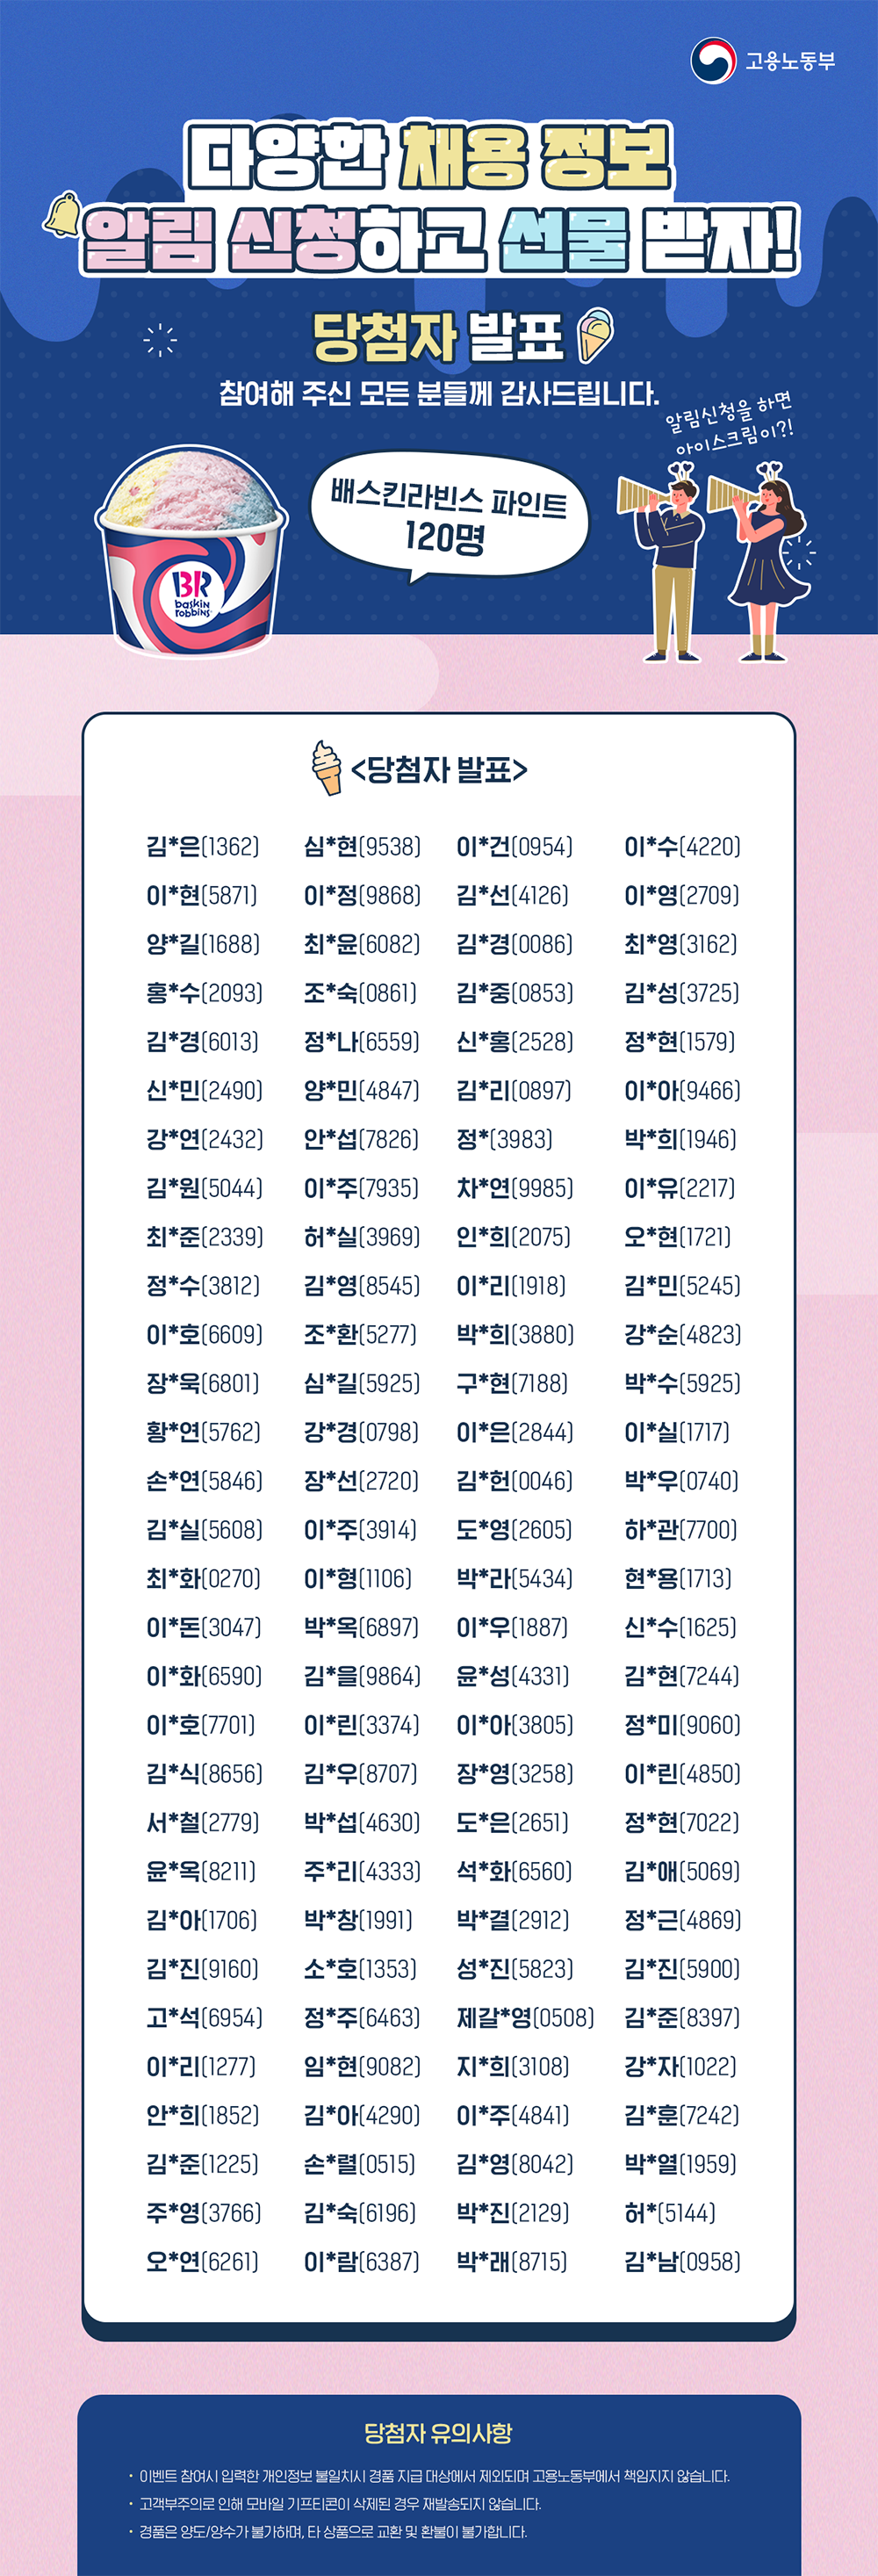 고용노동부
다양한 채용 정보
알림 신청하고 선물 받자!
당첨자 발표
참여해 주신 모든 분들께 감사드립니다.
알림신청을 하면
아이스크림이?!
배스킨라빈스 파인트
120명
BR
baskin
robbins
<당첨자 발표>
김*은(1362) 심*현(9538) 이*건(0954) 이*수(4220)
이*현(5871) 이*정(9868) 김*선(4126) 이*영(2709)
양*길(1688) 최*윤(6082) 김*경(0086) 최*영(3162)
홍*수(2093) 조*숙(0861) 김*중(0853) 김*성(3725)
김*경(6013) 정*나(6559) 신*홍(2528) 정*현(1579)
신*민(2490) 양*민(4847) 김*리(0897) 이*아(9466)
강*연(2432) 안*섭(7826) 정*(3983) 박*희(1946)
김*원(5044) 이*주(7935) 차*연(9985) 이*유(2217)
최*준(2339) 허*실(3969) 인*희(2075) 오*현(1721)
정*수(3812) 김*영(8545) 이*리(1918) 김*민(5245)
이*호(6609) 조*환(5277) 박*희(3880) 강*순(4823)
장*욱(6801) 심*길(5925) 구*현(7188) 박*수(5925)
황*연(5762) 강*경(0798) 이*은(2844) 이*실(1717)
손*연(5846) 장*선(2720) 김*헌(0046) 박*우(0740)
김*실(5608) 이*주(3914) 도*영(2605) 하*관(7700)
최*화(0270) 이*형(1106) 박*라(5434) 현*용(1713)
이*돈(3047) 박*옥(6897) 이*우(1887) 신*수(1625)
이*화(6590) 김*을(9864) 윤*성(4331) 김*현(7244)
이*호(7701) 이*린(3374) 이*아(3805) 정*미(9060)
김*식(8656) 김*우(8707) 장*영(3258) 이*린(4850)
서*철(2779) 박*섭(4630) 도*은(2651) 정*현(7022)
윤*옥(8211) 주*리(4333) 석*화(6560) 김*애(5069)
김*아(1706) 박*창(1991) 박*결(2912) 정*근(4869)
김*진(9160) 소*호(1353) 성*진(5823) 김*진(5900)
고*석(6954) 정*주(6463) 제갈*영(0508) 김*준(8397)
이*리(1277) 임*현(9082) 지*희(3108) 강*자(1022)
안*희(1852) 김*아(4290) 이*주(4841) 김*훈(7242)
김*준(1225) 손*렬(0515) 김*영(8042) 박*열(1959)
주*영(3766) 김*숙(6196) 박*진(2129) 허*(5144)
오*연(6261) 이*람(6387) 박*래(8715) 김*남(0958)
당첨자 유의사항
• 이벤트 참여시 입력한 개인정보 불일치시 경품 지급 대상에서 제외되며 고용노동부에서 책임지지 않습니다.
• 고객부주의로 인해 모바일 기프티콘이 삭제된 경우 재발송되지 않습니다.
• 경품은 양도/양수가 불가하며, 타 상품으로 교환 및 환불이 불가합니다.